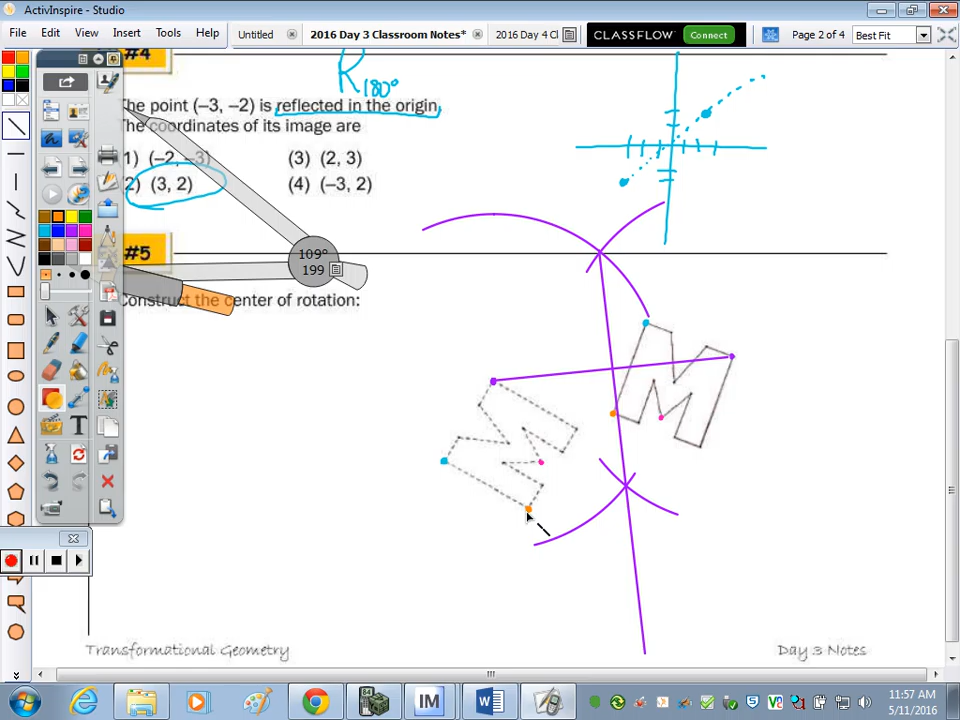 ActivInspire - Studio
File Edit View Insert Tools Help Untitled 2016 Day 3 Classroom Notes* 2016 Day 4 Cl CLASSFLOW Connect Page 2 of 4 Best Fit
#4
R180°
The point (–3, –2) is reflected in the origin.
The coordinates of its image are
1) (–2, –3) (3) (2, 3)
2) (3, 2) (4) (–3, 2)
109°
199
#5
Construct the center of rotation:
M M
Transformational Geometry Day 3 Notes
84
IM
W
11:57 AM
5/11/2016